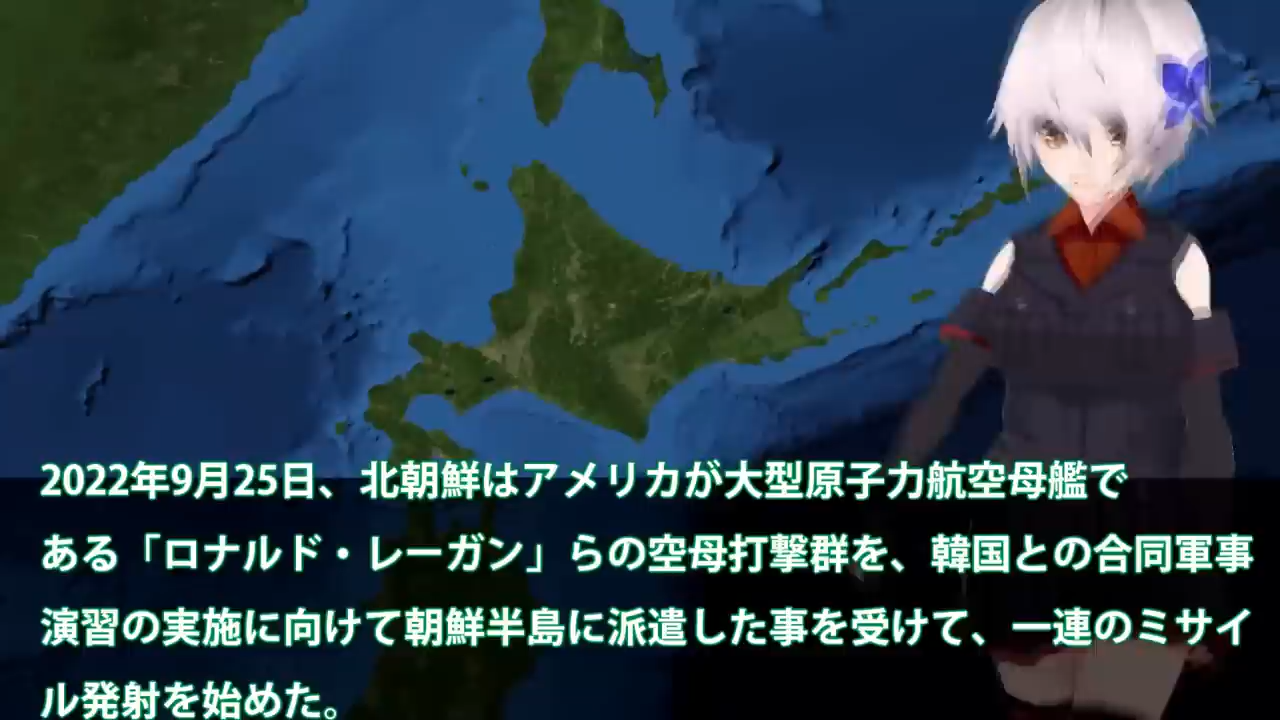 2022年9月25日、北朝鮮はアメリカが大型原子力航空母艦で
ある「ロナルド・レーガン」らの空母打撃群を、韓国との合同軍事
演習の実施に向けて朝鮮半島に派遣した事を受けて、一連のミサイ
ル発射を始めた。